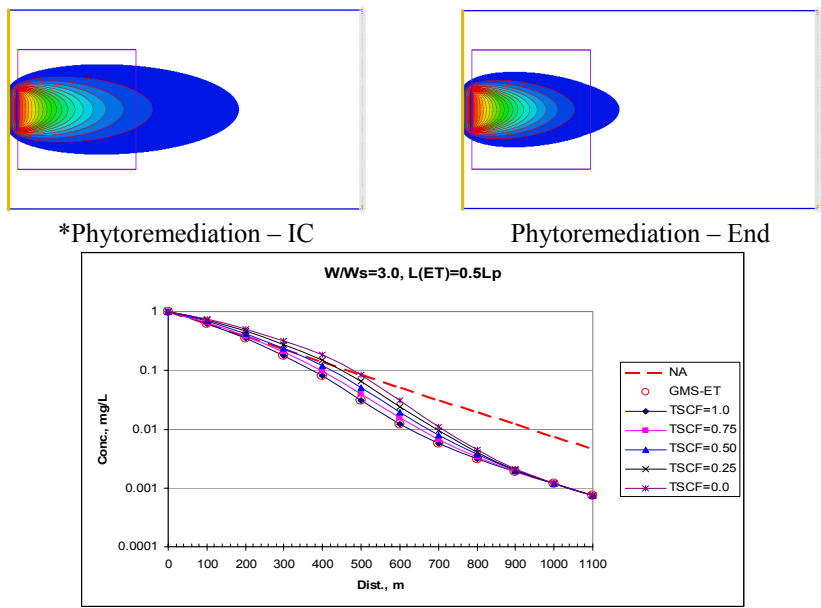 *Phytoremediation – IC
Phytoremediation – End
W/Ws=3.0, L(ET)=0.5Lp
Conc., mg/L
1
0.1
0.01
0.001
0.0001
0 100 200 300 400 500 600 700 800 900 1000 1100
Dist., m
NA
GMS-ET
TSCF=1.0
TSCF=0.75
TSCF=0.50
TSCF=0.25
TSCF=0.0